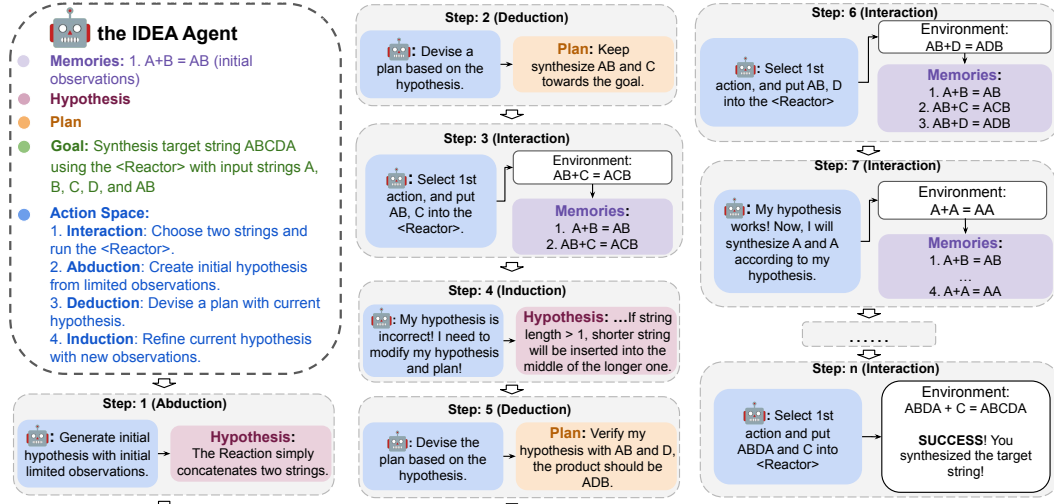 the IDEA Agent
Memories: 1. A+B = AB (initial
observations)
Hypothesis
Plan
Goal: Synthesis target string ABCDA
using the <Reactor> with input strings A,
B, C, D, and AB
Action Space:
1. Interaction: Choose two strings and
run the <Reactor>.
2. Abduction: Create initial hypothesis
from limited observations.
3. Deduction: Devise a plan with current
hypothesis.
4. Induction: Refine current hypothesis
with new observations.
Step: 1 (Abduction)
: Generate initial
hypothesis with initial
limited observations.
Hypothesis:
The Reaction simply
concatenates two strings.
Step: 2 (Deduction)
: Devise a
plan based on the
hypothesis.
Plan: Keep
synthesize AB and C
towards the goal.
Step: 3 (Interaction)
: Select 1st
action, and put
AB, C into the
<Reactor>.
Environment:
AB+C = ACB
Memories:
1. A+B = AB
2. AB+C = ACB
Step: 4 (Induction)
: My hypothesis is
incorrect! I need to
modify my hypothesis
and plan!
Hypothesis: ...If string
length > 1, shorter string
will be inserted into the
middle of the longer one.
Step: 5 (Deduction)
: Devise the
plan based on the
hypothesis.
Plan: Verify my
hypothesis with AB and D,
the product should be
ADB.
Step: 6 (Interaction)
: Select 1st
action, and put AB, D
into the <Reactor>
Environment:
AB+D = ADB
Memories:
1. A+B = AB
2. AB+C = ACB
3. AB+D = ADB
Step: 7 (Interaction)
: My hypothesis
works! Now, I will
synthesize A and A
according to my
hypothesis.
Environment:
A+A = AA
Memories:
1. A+B = AB
...
4. A+A = AA
......
Step: n (Interaction)
: Select 1st
action and put
ABDA and C into
<Reactor>
Environment:
ABDA + C = ABCDA
SUCCESS! You
synthesized the target
string!